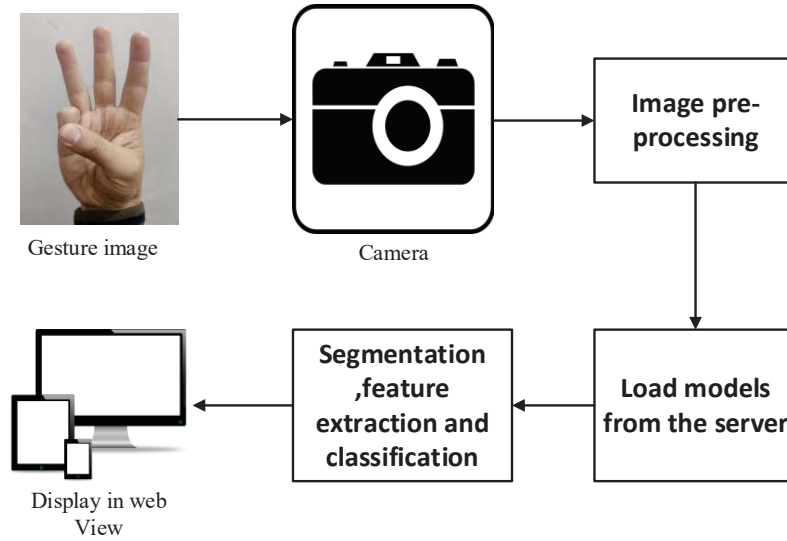 Gesture image
Camera
Image pre-
processing
Load models
from the server
Segmentation
,feature
extraction and
classification
Display in web
View